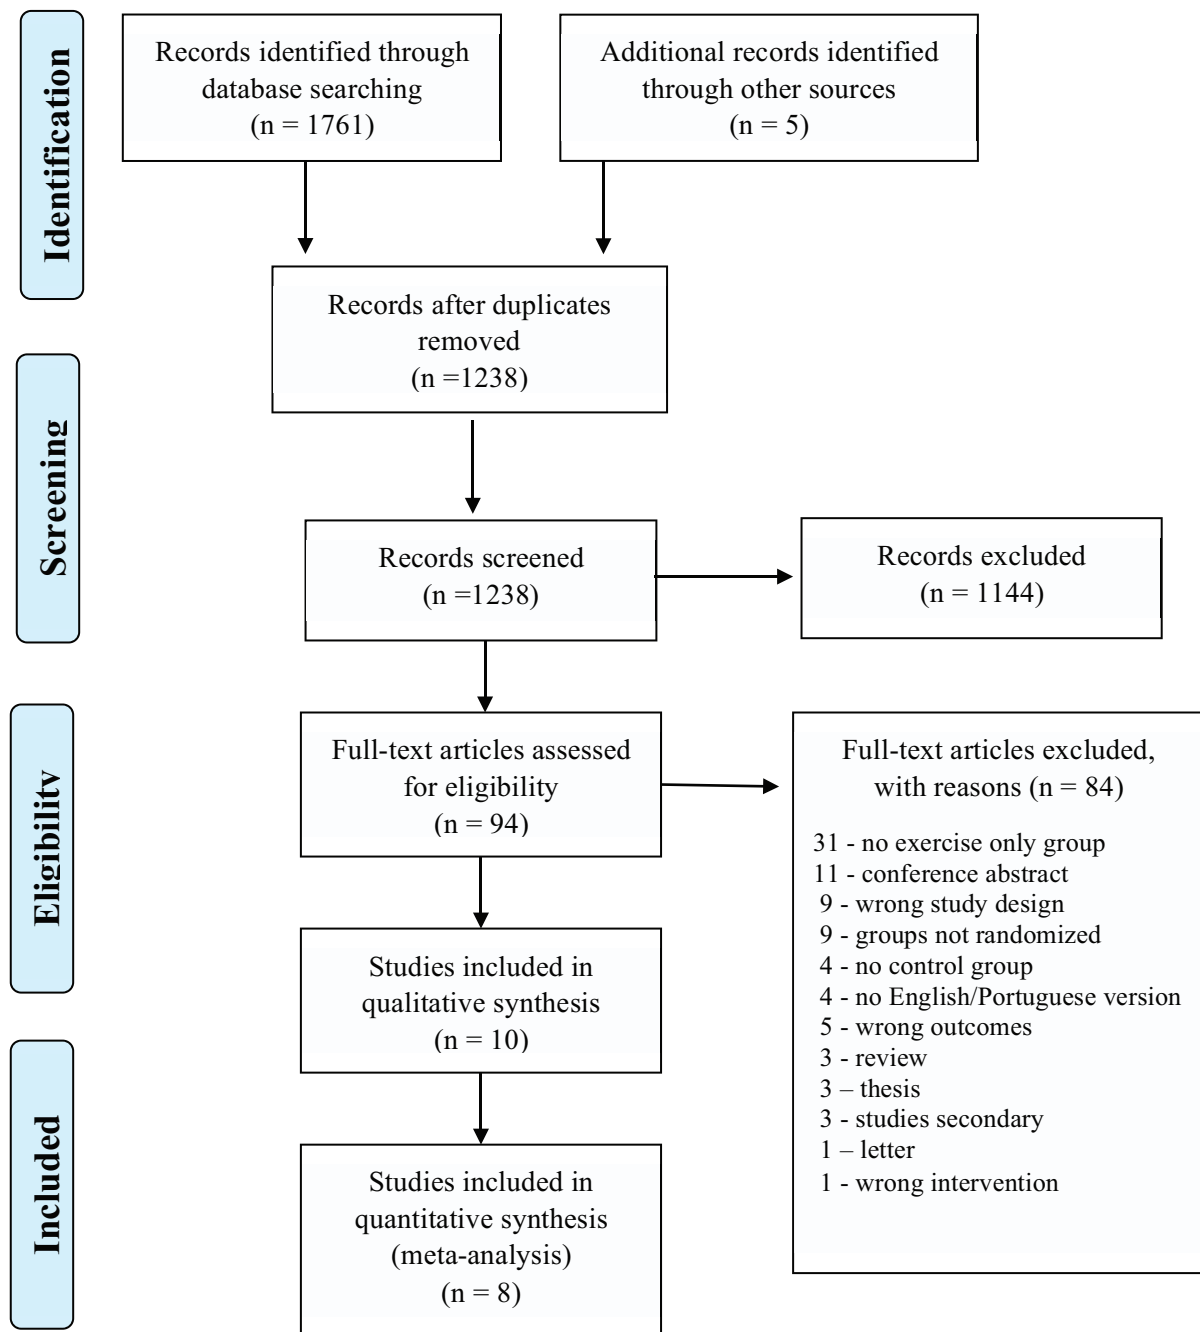 Identification
Records identified through
database searching
(n = 1761)
Additional records identified
through other sources
(n = 5)
Records after duplicates
removed
(n =1238)
Screening
Records screened
(n =1238)
Records excluded
(n = 1144)
Eligibility
Full-text articles assessed
for eligibility
(n = 94)
Full-text articles excluded,
with reasons (n = 84)
31 - no exercise only group
11 - conference abstract
9 - wrong study design
9 - groups not randomized
4 - no control group
4 - no English/Portuguese version
5 - wrong outcomes
3 - review
3 – thesis
3 - studies secondary
1 – letter
1 - wrong intervention
Studies included in
qualitative synthesis
(n = 10)
Included
Studies included in
quantitative synthesis
(meta-analysis)
(n = 8)